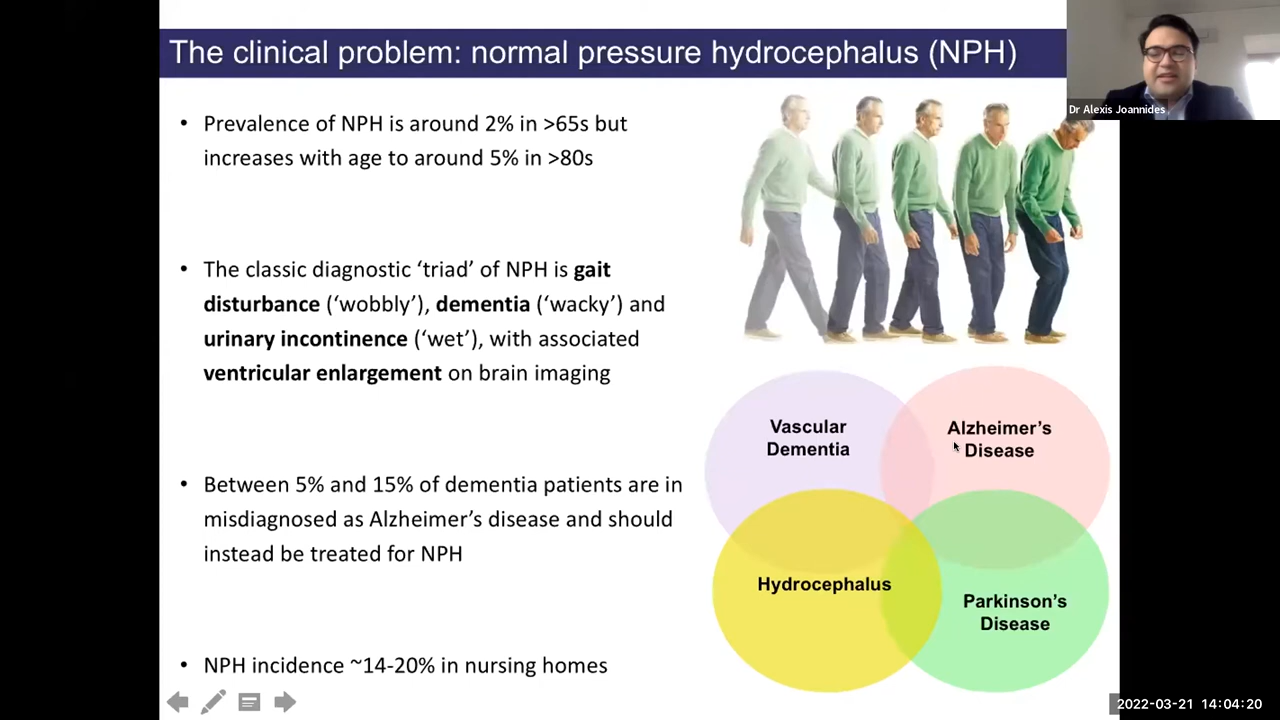 The clinical problem: normal pressure hydrocephalus (NPH)
Dr Alexis Joannides
• Prevalence of NPH is around 2% in >65s but
increases with age to around 5% in >80s
• The classic diagnostic ‘triad’ of NPH is gait
disturbance (‘wobbly’), dementia (‘wacky’) and
urinary incontinence (‘wet’), with associated
ventricular enlargement on brain imaging
• Between 5% and 15% of dementia patients are in
misdiagnosed as Alzheimer’s disease and should
instead be treated for NPH
• NPH incidence ~14-20% in nursing homes
Vascular
Dementia
Alzheimer’s
Disease
Hydrocephalus
Parkinson’s
Disease
2022-03-21 14:04:20